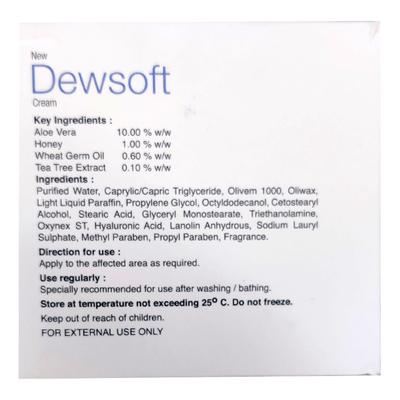 New
Dewsoft
Cream
Key Ingredients :
Aloe Vera 10.00 % w/w
Honey 1.00 % w/w
Wheat Germ Oil 0.60 % w/w
Tea Tree Extract 0.10 % w/w
Ingredients :
Purified Water, Caprylic/Capric Triglyceride, Olivem 1000, Oliwax,
Light Liquid Paraffin, Propylene Glycol, Octyldodecanol, Cetostearyl
Alcohol, Stearic Acid, Glyceryl Monostearate, Triethanolamine,
Oxynex ST, Hyaluronic Acid, Lanolin Anhydrous, Sodium Lauryl
Sulphate, Methyl Paraben, Propyl Paraben, Fragrance.
Direction for use :
Apply to the affected area as required.
Use regularly :
Specially recommended for use after washing / bathing.
Store at temperature not exceeding 25º C. Do not freeze.
Keep out of reach of children.
FOR EXTERNAL USE ONLY